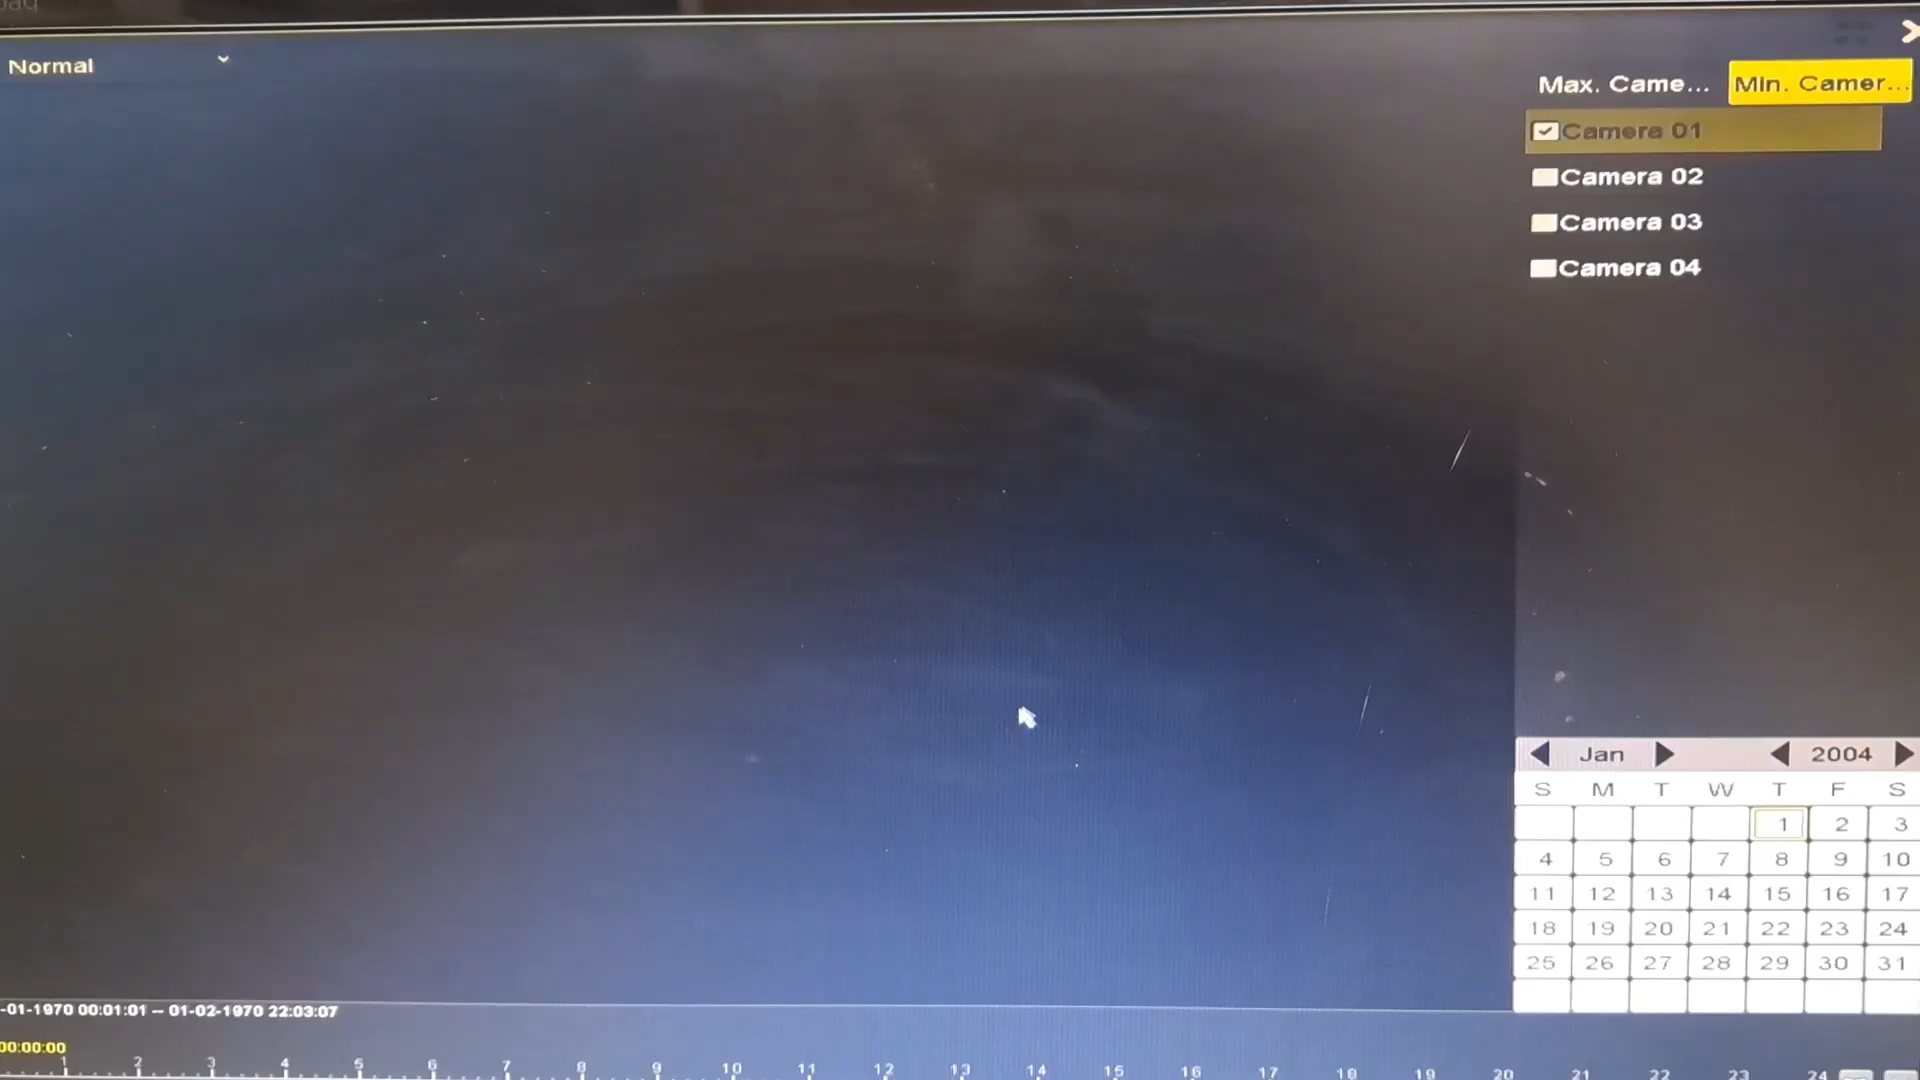 Normal
Max. Came... Min. Camer...
Camera 01
Camera 02
Camera 03
Camera 04
Jan 2004
S M T W T F S
1 2 3
4 5 6 7 8 9 10
11 12 13 14 15 16 17
18 19 20 21 22 23 24
25 26 27 28 29 30 31
-01-1970 00:01:01 -- 01-02-1970 22:03:07
00:00:00
1 2 3 4 5 6 7 8 9 10 11 12 13 14 15 16 17 18 19 20 21 22 23 24